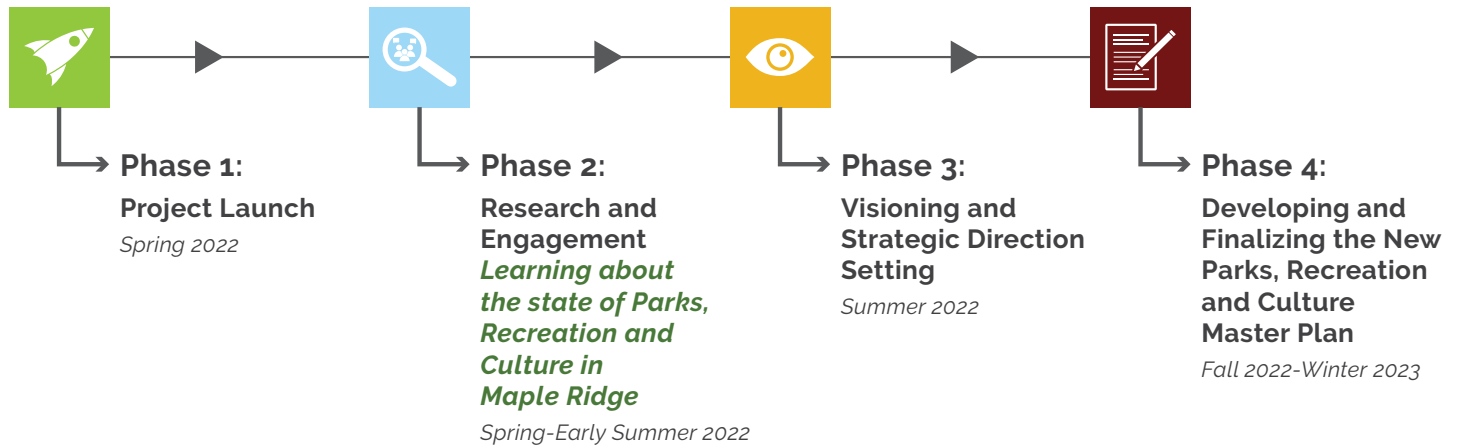 Phase 1:
Project Launch
Spring 2022
Phase 2:
Research and
Engagement
Learning about
the state of Parks,
Recreation and
Culture in
Maple Ridge
Spring-Early Summer 2022
Phase 3:
Visioning and
Strategic Direction
Setting
Summer 2022
Phase 4:
Developing and
Finalizing the New
Parks, Recreation
and Culture
Master Plan
Fall 2022-Winter 2023